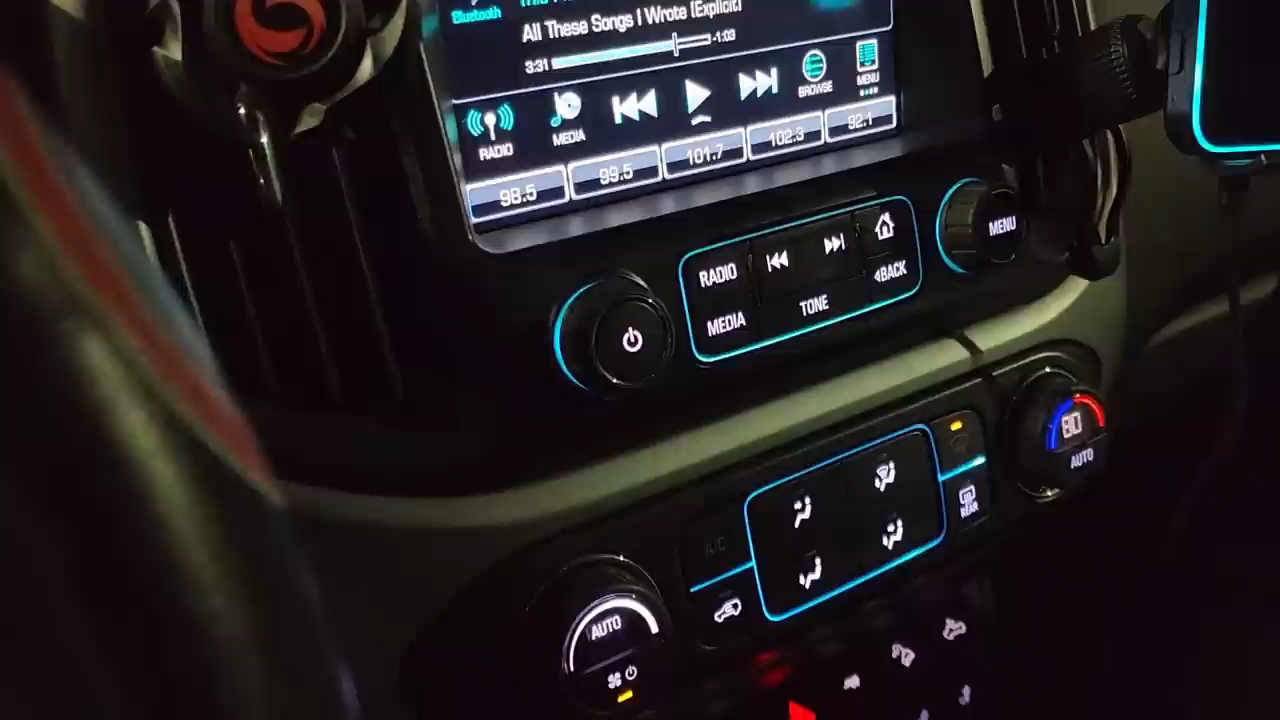 Bluetooth
All These Songs I Wrote (Explicit)
3:31
-1:03
RADIO
MEDIA
BROWSE
MENU
98.5
99.5
101.7
102.3
92.1
RADIO
MEDIA
TONE
BACK
MENU
80
AUTO
A/C
REAR
AUTO